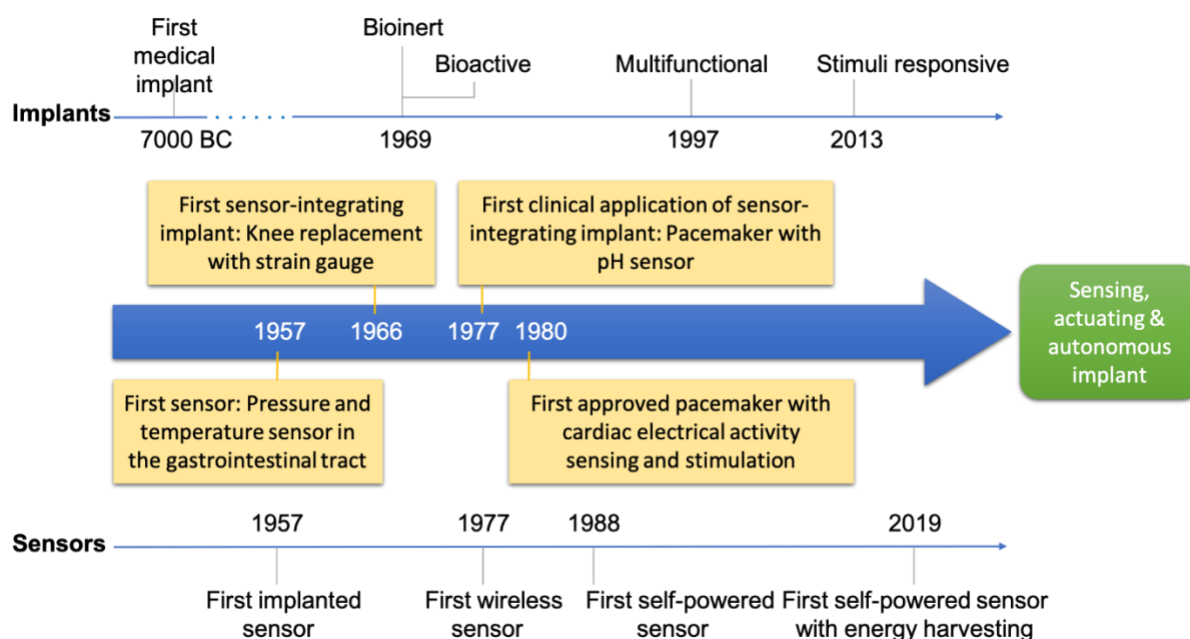 First
medical
implant
Bioinert
Bioactive
Multifunctional
Stimuli responsive
Implants
7000 BC
1969
1997
2013
First sensor-integrating
implant: Knee replacement
with strain gauge
First clinical application of sensor-
integrating implant: Pacemaker with
pH sensor
1957
1966
1977
1980
Sensing,
actuating &
autonomous
implant
First sensor: Pressure and
temperature sensor in
the gastrointestinal tract
First approved pacemaker with
cardiac electrical activity
sensing and stimulation
Sensors
1957
1977
1988
2019
First implanted
sensor
First wireless
sensor
First self-powered
sensor
First self-powered sensor
with energy harvesting